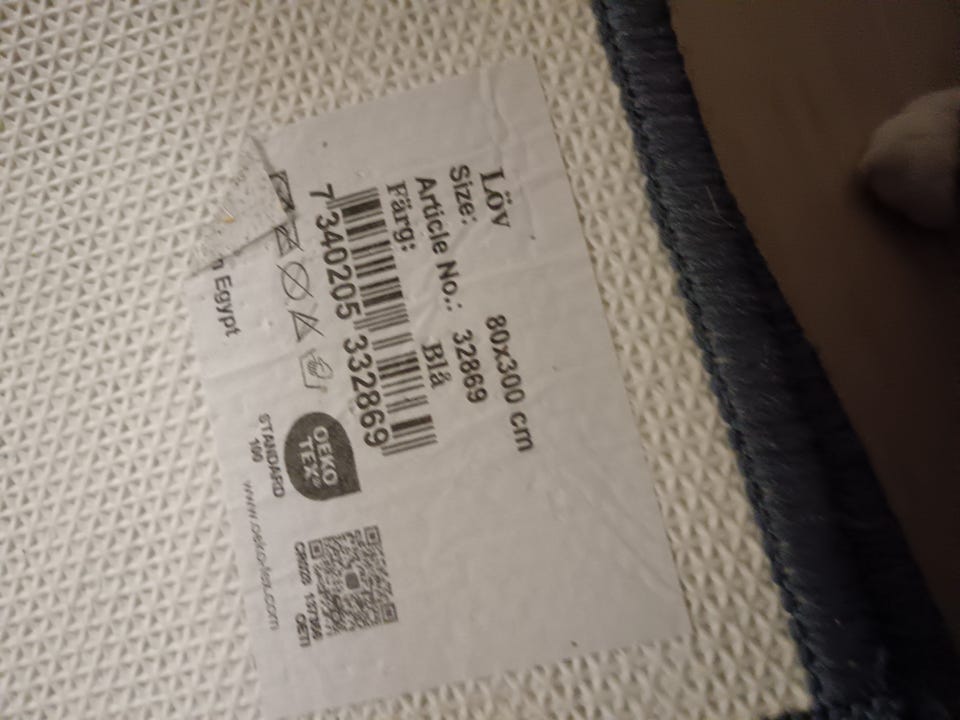 Löv
Size: 80x300 cm
Article No.: 32869
Färg: Blå
7 340205 332869
OEKO
TEX®
STANDARD
100
Egypt
www.oeko-tex.com
OETI